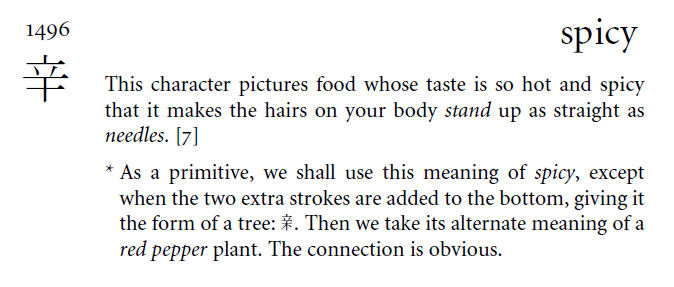 1496
spicy
辛
This character pictures food whose taste is so hot and spicy
that it makes the hairs on your body stand up as straight as
needles. [7]
* As a primitive, we shall use this meaning of spicy, except
when the two extra strokes are added to the bottom, giving it
the form of a tree: 𣓀. Then we take its alternate meaning of a
red pepper plant. The connection is obvious.